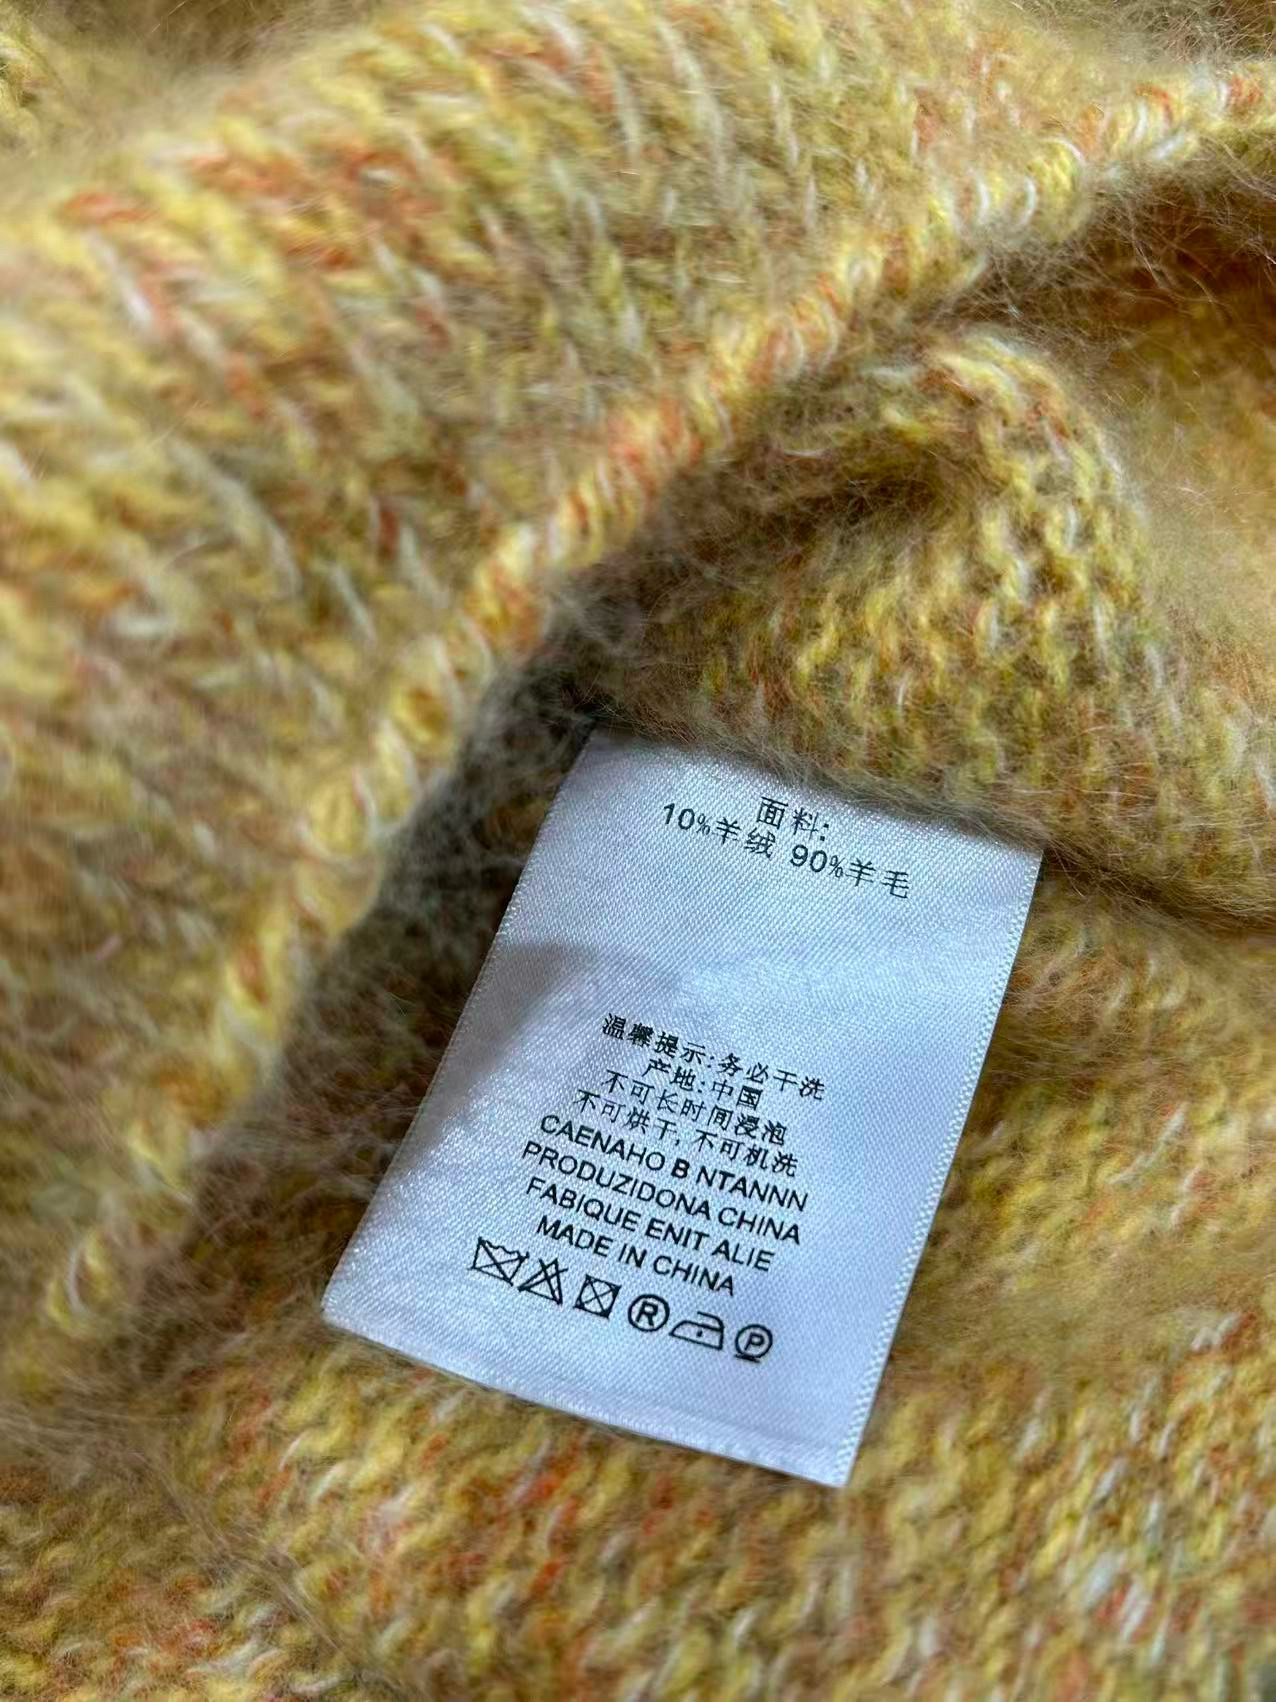 面料:
10%羊绒 90%羊毛
温馨提示:务必干洗
产地:中国
不可长时间浸泡
不可烘干,不可机洗
CAENAHO B NTANNN
PRODUZIDONA CHINA
FABIQUE ENIT ALIE
MADE IN CHINA
R P